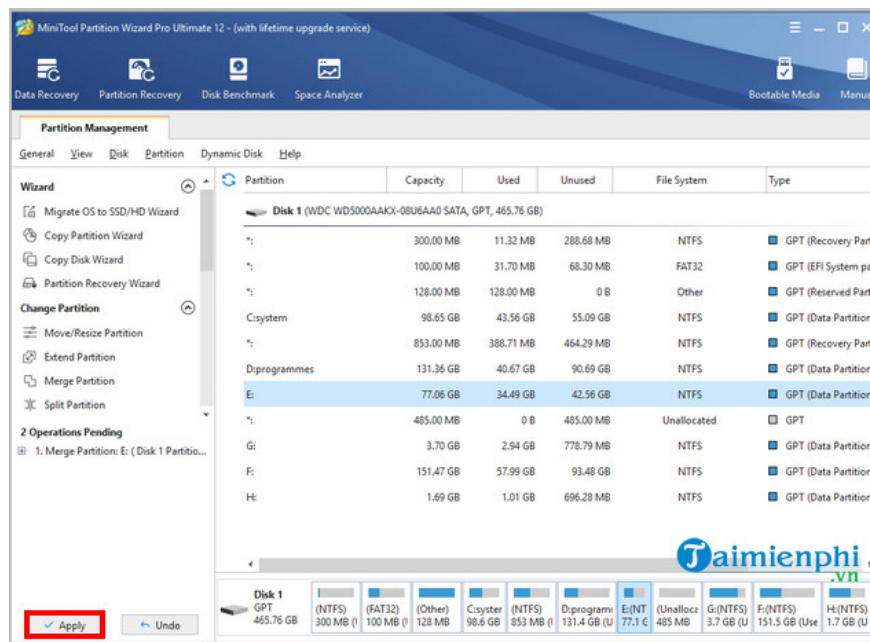 MiniTool Partition Wizard Pro Ultimate 12 - (with lifetime upgrade service)
Data Recovery Partition Recovery Disk Benchmark Space Analyzer Bootable Media Manua
Partition Management
General View Disk Partition Dynamic Disk Help
Wizard
Migrate OS to SSD/HD Wizard
Copy Partition Wizard
Copy Disk Wizard
Partition Recovery Wizard
Change Partition
Move/Resize Partition
Extend Partition
Merge Partition
Split Partition
2 Operations Pending
1. Merge Partition: E: ( Disk 1 Partitio...
Apply Undo
Partition Capacity Used Unused File System Type
Disk 1 (WDC WD5000AAKX-08U6AA0 SATA, GPT, 465.76 GB)
*: 300.00 MB 11.32 MB 288.68 MB NTFS GPT (Recovery Part
*: 100.00 MB 31.70 MB 68.30 MB FAT32 GPT (EFI System pa
*: 128.00 MB 128.00 MB 0 B Other GPT (Reserved Part
C:system 98.65 GB 43.56 GB 55.09 GB NTFS GPT (Data Partition
*: 853.00 MB 388.71 MB 464.29 MB NTFS GPT (Recovery Part
D:programmes 131.36 GB 40.67 GB 90.69 GB NTFS GPT (Data Partition
E: 77.06 GB 34.49 GB 42.56 GB NTFS GPT (Data Partition
*: 485.00 MB 0 B 485.00 MB Unallocated GPT
G: 3.70 GB 2.94 GB 778.79 MB NTFS GPT (Data Partition
F: 151.47 GB 57.99 GB 93.48 GB NTFS GPT (Data Partition
H: 1.69 GB 1.01 GB 696.28 MB NTFS GPT (Data Partition
Taimienphi
.vn
Disk 1
GPT
465.76 GB
(NTFS) (FAT32) (Other) C:syster (NTFS) D:program E:(NT (Unalloca G:(NTFS) F:(NTFS) H:(NTFS)
300 MB ( 100 MB ( 128 MB 98.6 GB 853 MB ( 131.4 GB (U 77.1 G 485 MB 3.7 GB (U 151.5 GB (Use 1.7 GB (U